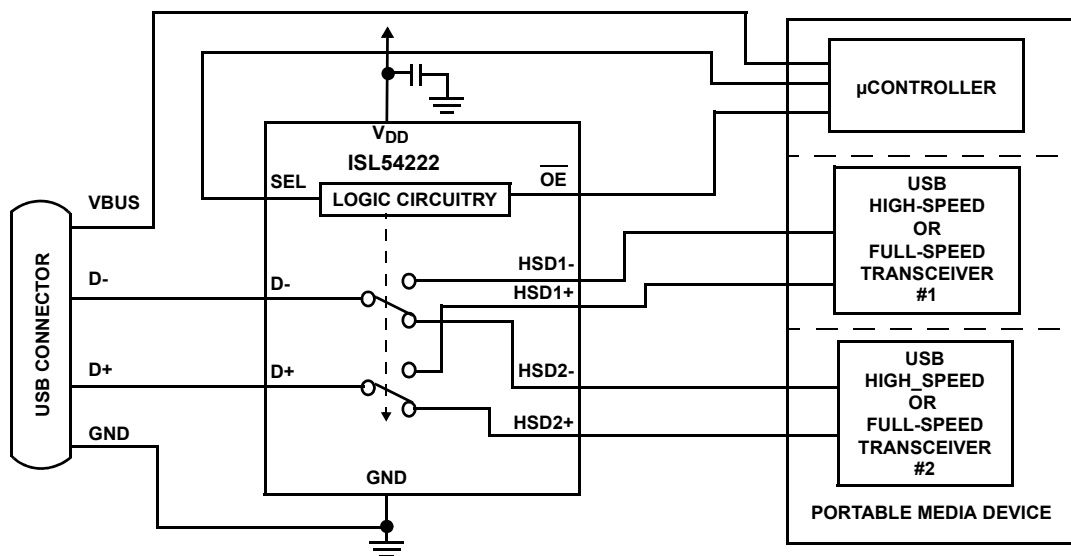 µCONTROLLER
VDD
ISL54222
SEL
OE
LOGIC CIRCUITRY
VBUS
USB
HIGH-SPEED
OR
FULL-SPEED
TRANSCEIVER
#1
HSD1-
D-
D-
HSD1+
USB CONNECTOR
D+
D+
HSD2-
USB
HIGH_SPEED
OR
FULL-SPEED
TRANSCEIVER
#2
HSD2+
GND
GND
PORTABLE MEDIA DEVICE